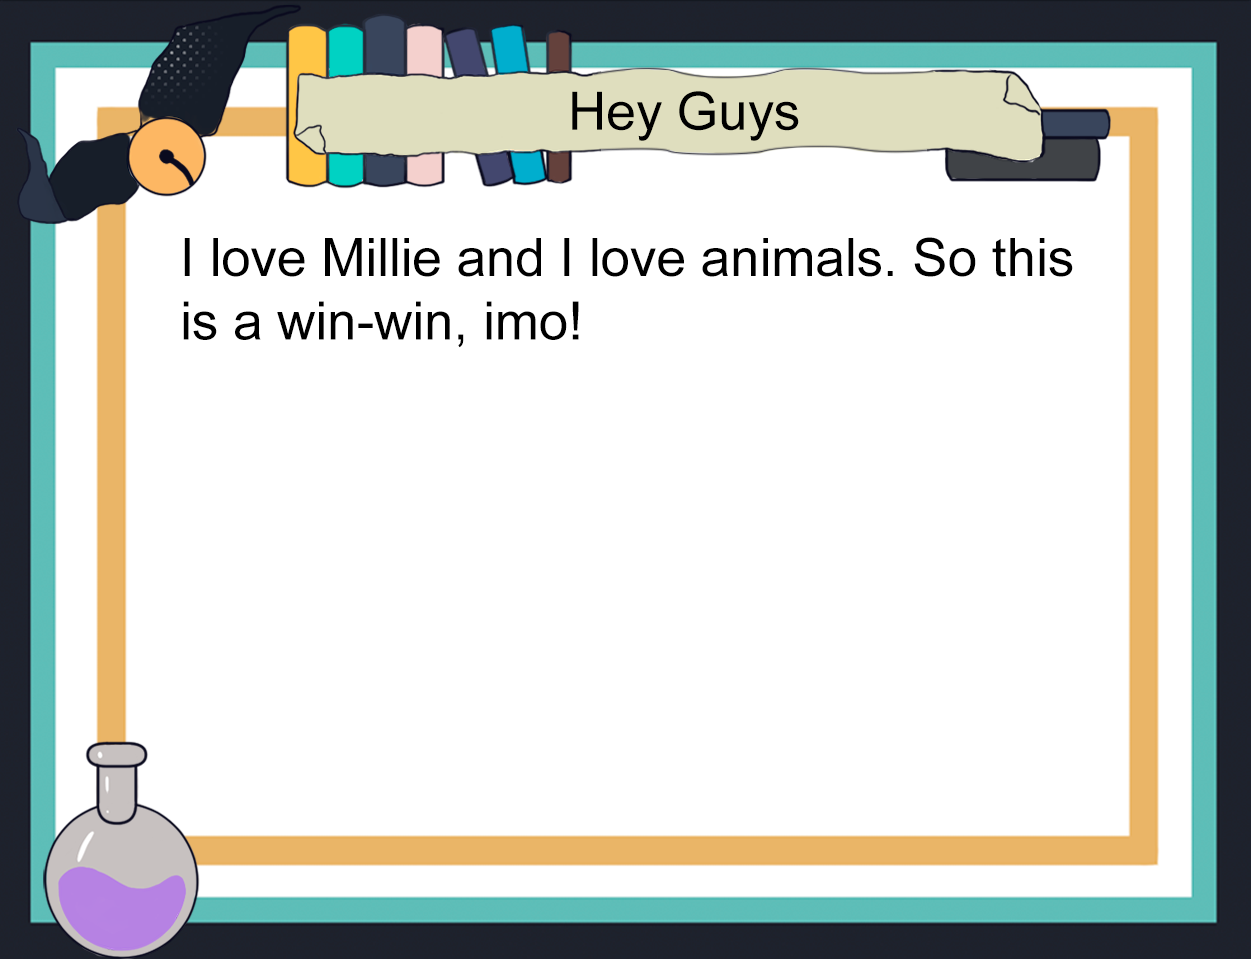 Hey Guys
I love Millie and I love animals. So this
is a win-win, imo!